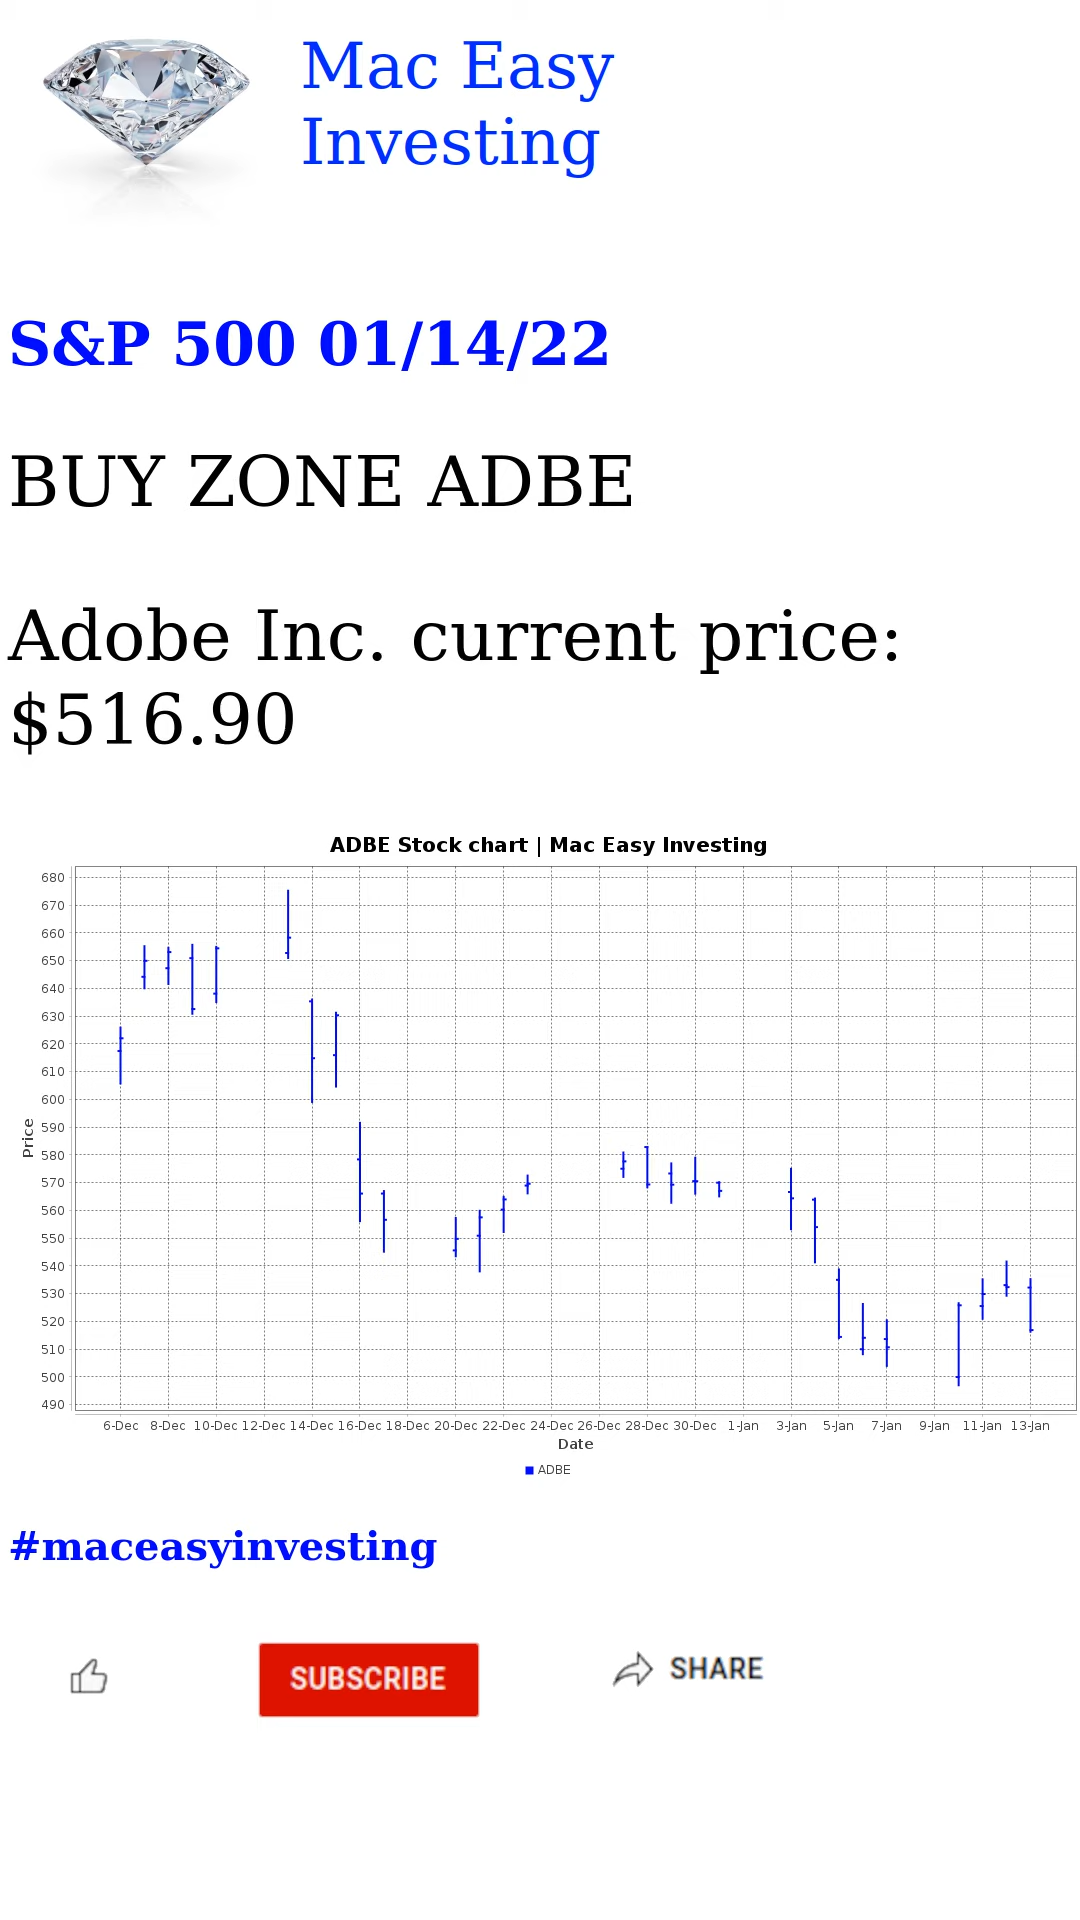 Mac Easy
Investing
S&P 500 01/14/22
BUY ZONE ADBE
Adobe Inc. current price:
$516.90
ADBE Stock chart | Mac Easy Investing
680
670
660
650
640
630
620
610
600
590
580
570
560
550
540
530
520
510
500
490
Price
6-Dec 8-Dec 10-Dec 12-Dec 14-Dec 16-Dec 18-Dec 20-Dec 22-Dec 24-Dec 26-Dec 28-Dec 30-Dec 1-Jan 3-Jan 5-Jan 7-Jan 9-Jan 11-Jan 13-Jan
Date
ADBE
#maceasyinvesting
SUBSCRIBE
SHARE